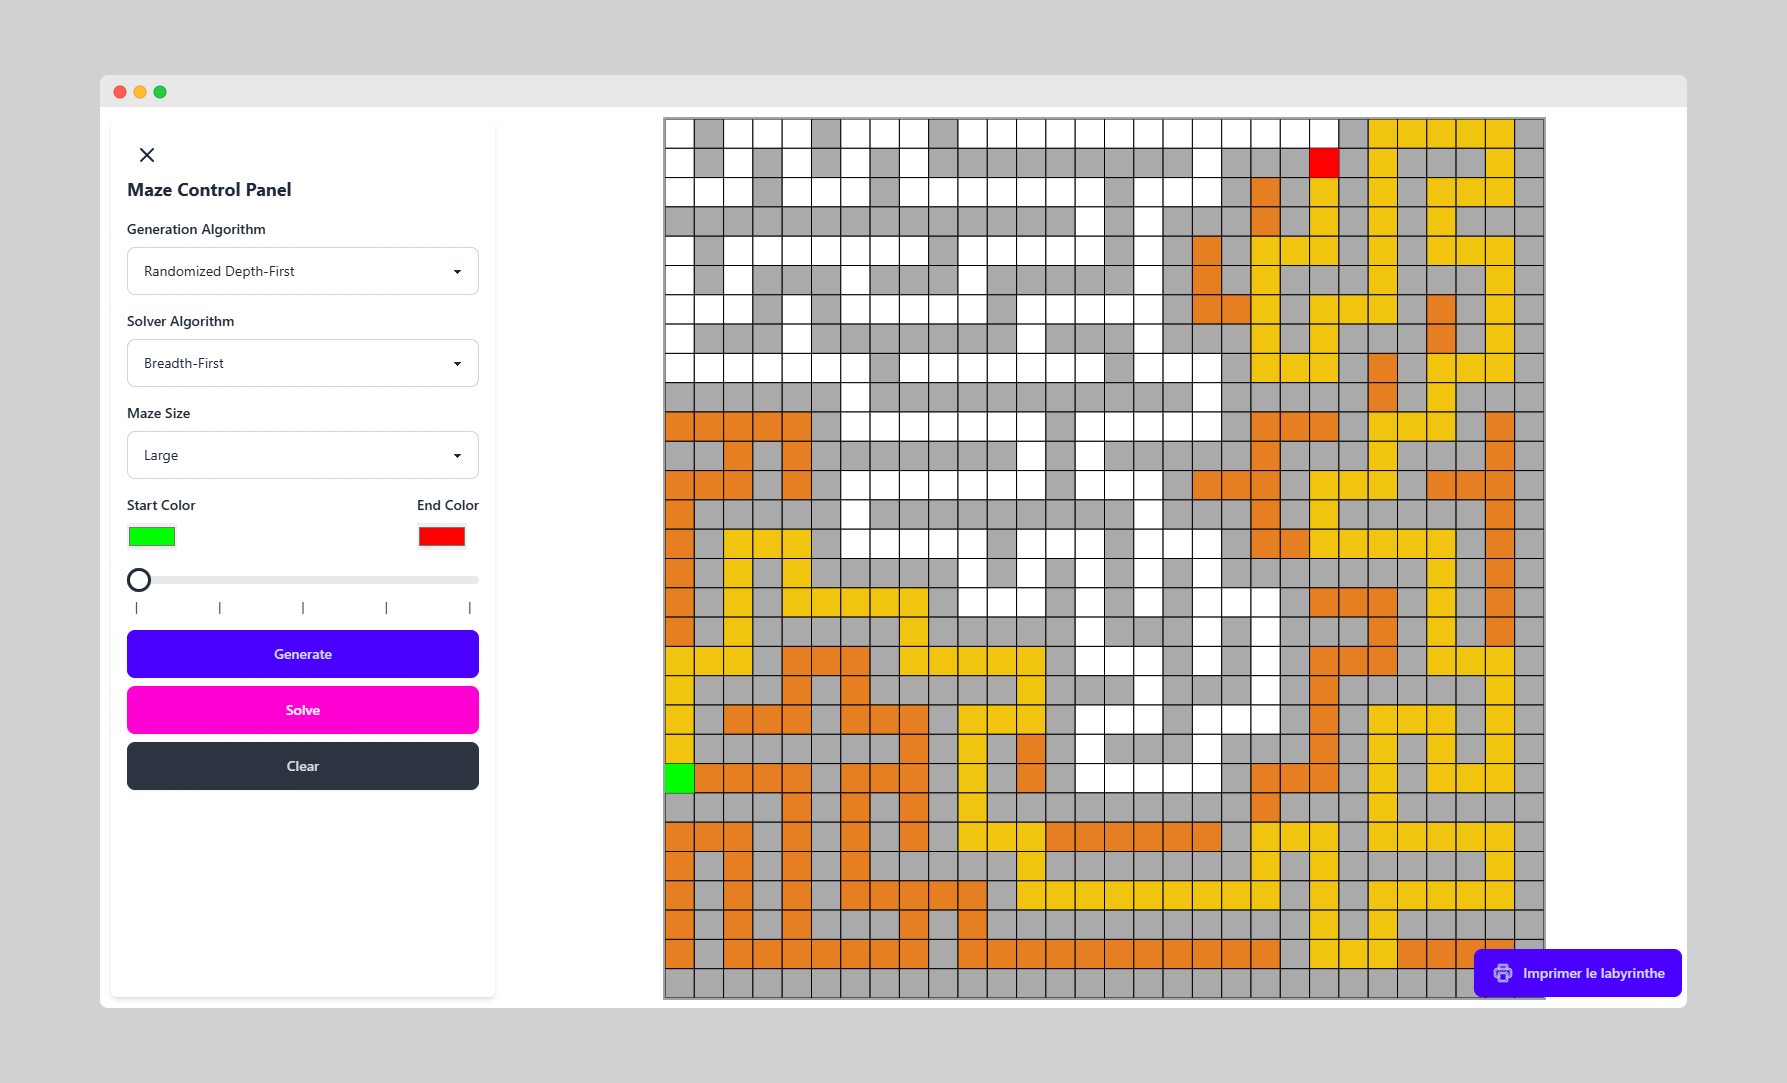 Maze Control Panel
Generation Algorithm
Randomized Depth-First
Solver Algorithm
Breadth-First
Maze Size
Large
Start Color
End Color
Generate
Solve
Clear
Imprimer le labyrinthe